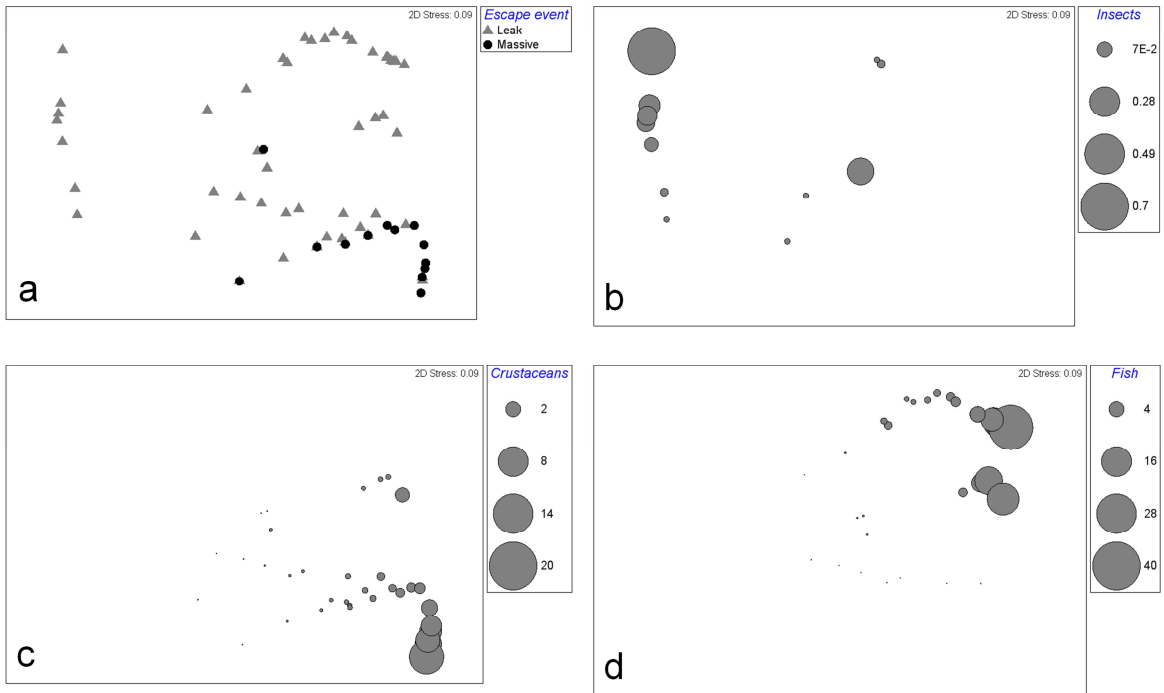 2D Stress: 0.09
Escape event
Leak
Massive
a
2D Stress: 0.09
Insects
7E-2
0.28
0.49
0.7
b
2D Stress: 0.09
Crustaceans
2
8
14
20
c
2D Stress: 0.09
Fish
4
16
28
40
d